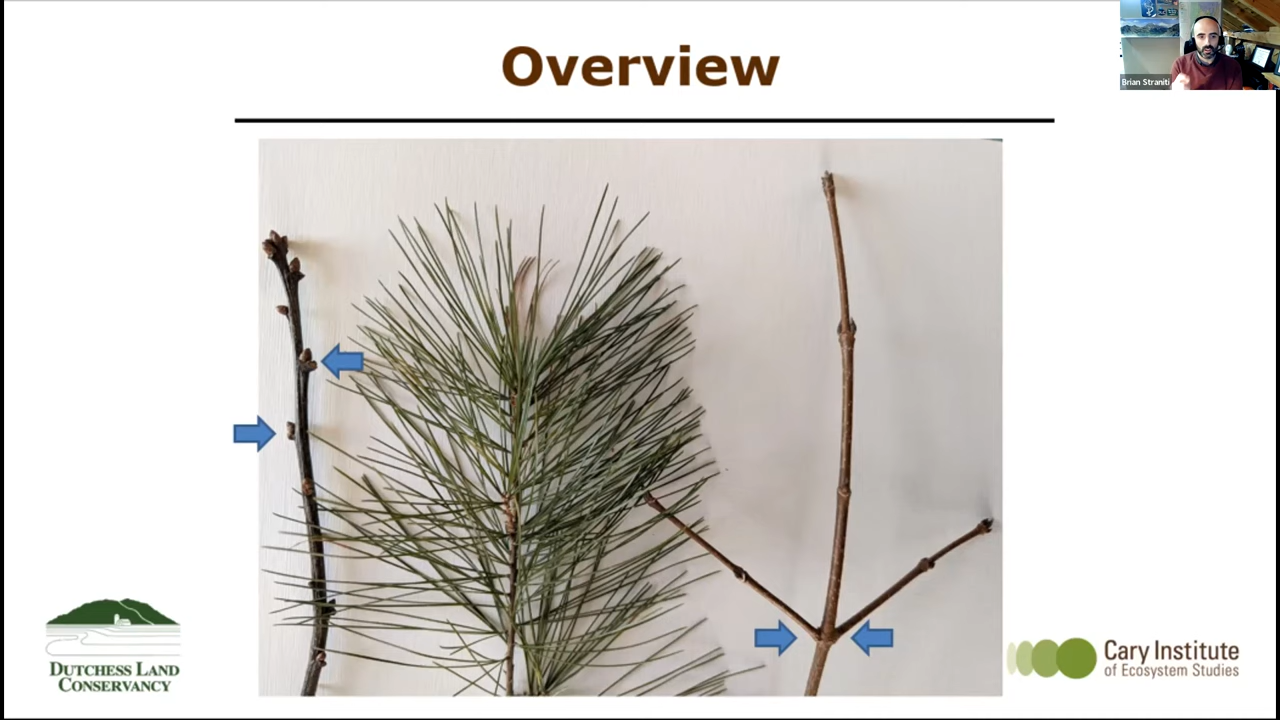 Overview
Brian Straniti
DUTCHESS LAND
CONSERVANCY
Cary Institute
of Ecosystem Studies